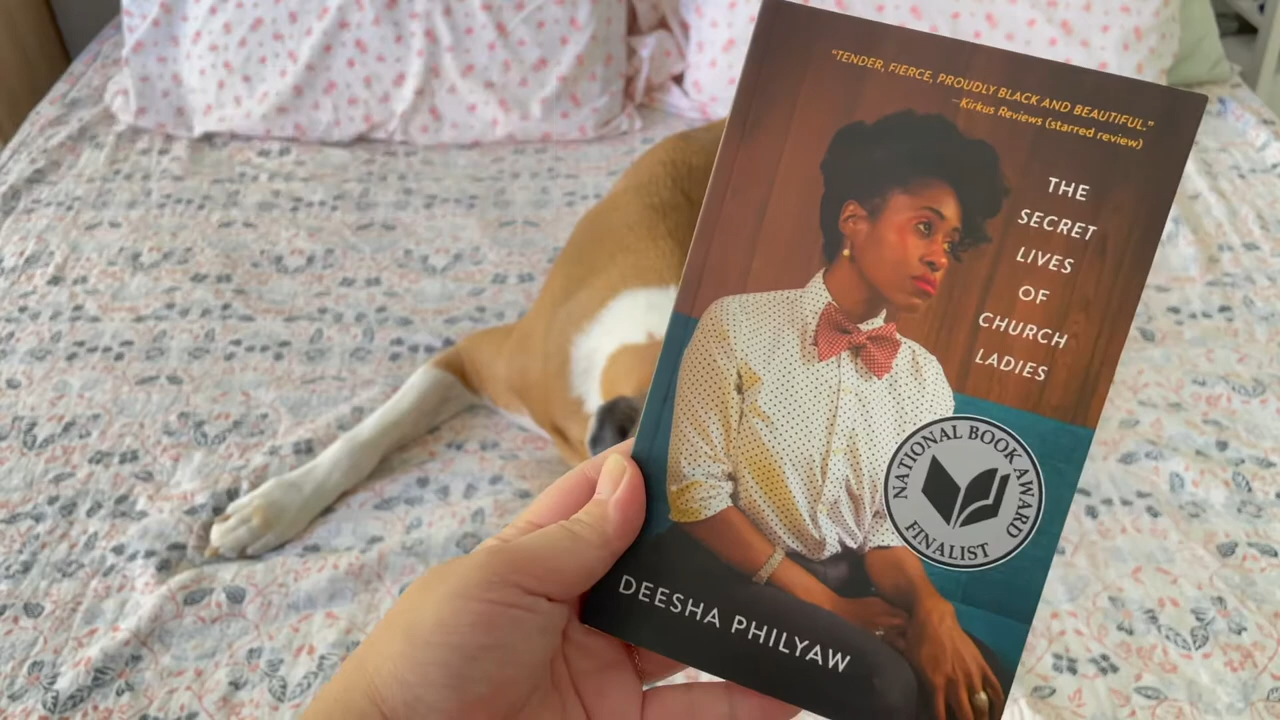 “TENDER, FIERCE, PROUDLY BLACK AND BEAUTIFUL.”
—Kirkus Reviews (starred review)
THE
SECRET
LIVES
OF
CHURCH
LADIES
NATIONAL BOOK AWARD
FINALIST
DEESHA PHILYAW